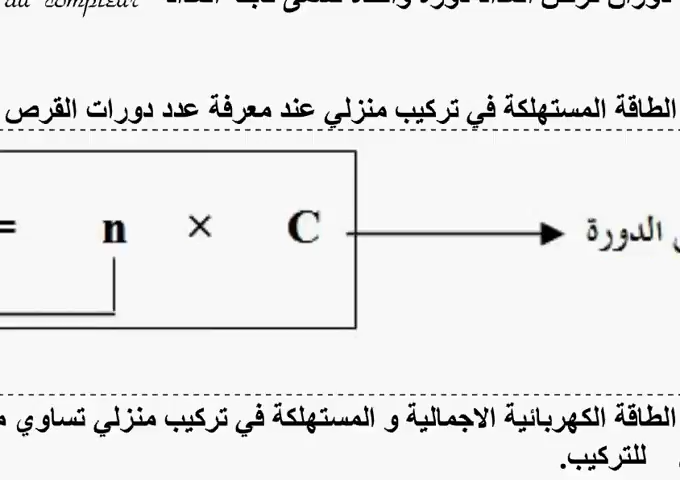 du compteur
الطاقة المستهلكة في تركيب منزلي عند معرفة عدد دورات القرص
= n × C
الدورة
الطاقة الكهربائية الاجمالية و المستهلكة في تركيب منزلي تساوي
للتركيب.